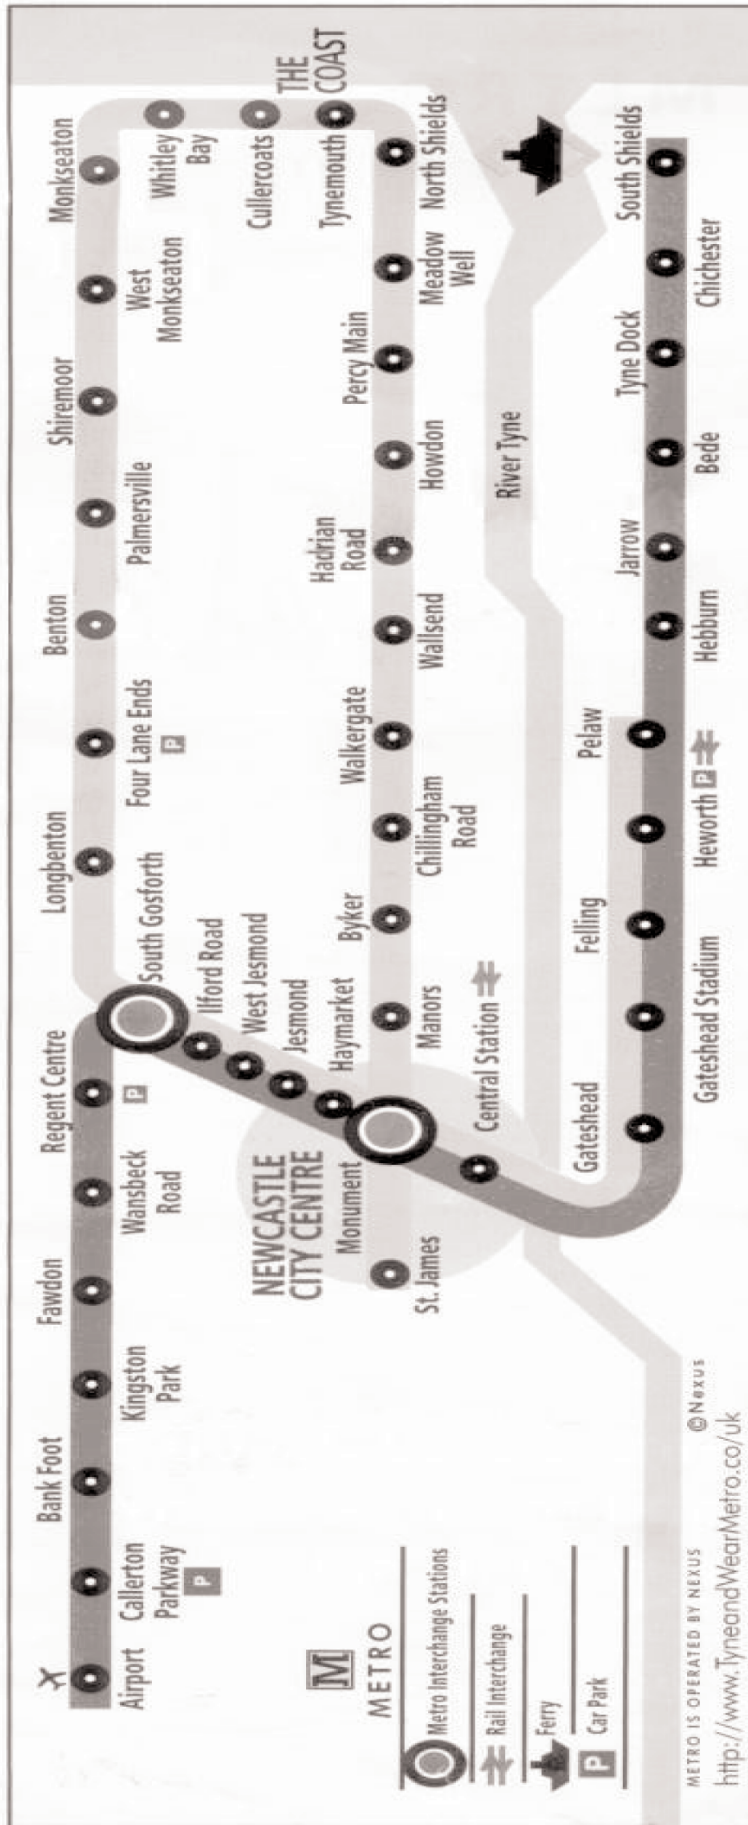 Airport
Callerton
Parkway
P
Bank Foot
Kingston
Park
Fawdon
Wansbeck
Road
Regent Centre
P
South Gosforth
Longbenton
Four Lane Ends
P
Benton
Palmersville
Shiremoor
West
Monkseaton
Monkseaton
Whitley
Bay
Cullercoats
Tynemouth
THE
COAST
North Shields
Meadow
Well
Percy Main
Howdon
Hadrian
Road
Wallsend
Walkergate
Chillingham
Road
Byker
Manors
Ilford Road
West Jesmond
Jesmond
Haymarket
NEWCASTLE
CITY CENTRE
Monument
St. James
Central Station
River Tyne
Gateshead
Gateshead Stadium
Felling
Heworth P
Pelaw
Hebburn
Jarrow
Bede
Tyne Dock
Chichester
South Shields
M
METRO
Metro Interchange Stations
Rail Interchange
Ferry
P Car Park
METRO IS OPERATED BY NEXUS
© Nexus
http://www.TyneandWearMetro.co/uk